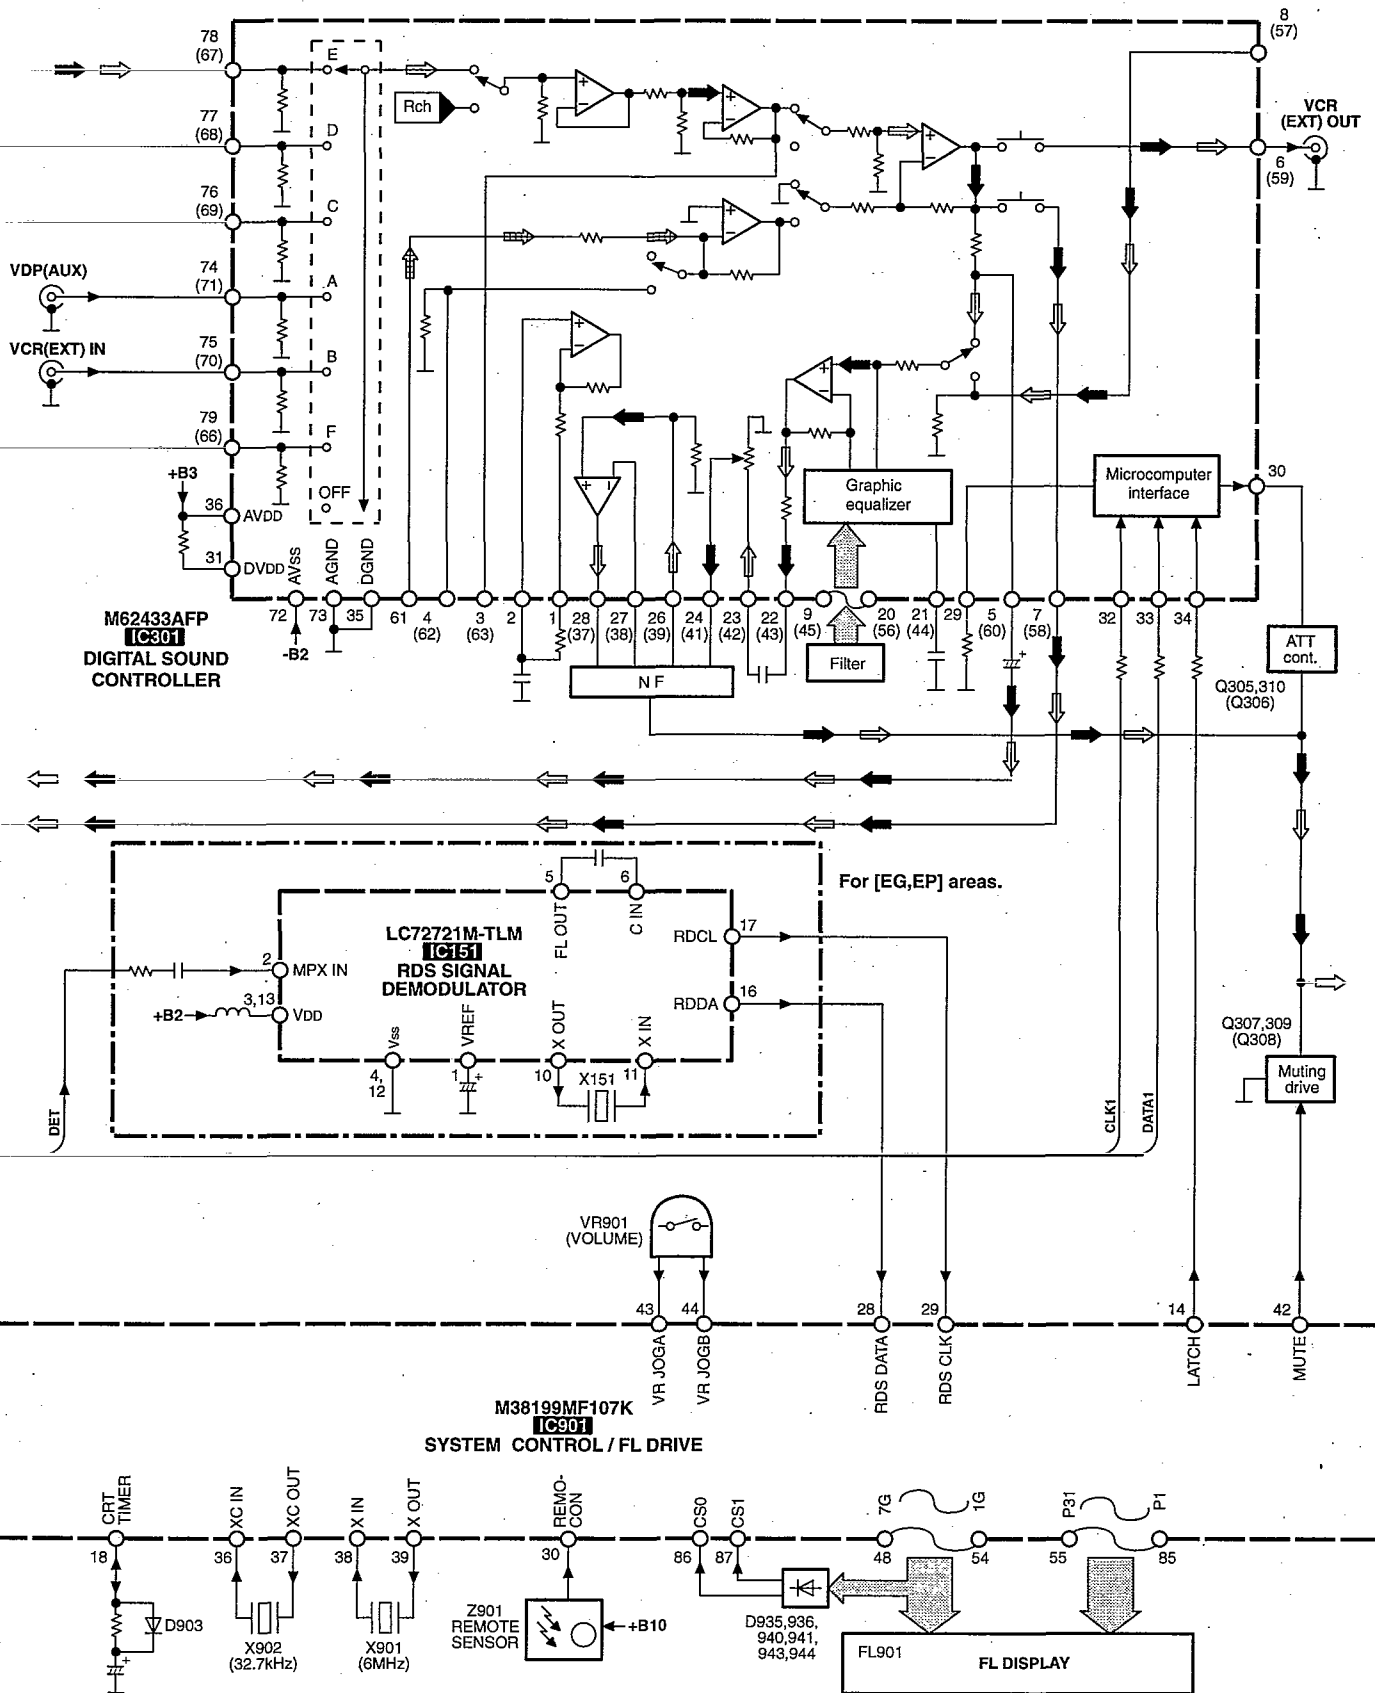 78
(67)
E
Rch
8
(57)
VCR
(EXT) OUT
6
(59)
77
(68)
D
76
(69)
C
VDP(AUX)
74
(71)
A
VCR(EXT) IN
75
(70)
B
79
(66)
F
+B3
OFF
36
AVDD
31
DVDD
AVSS
AGND
DGND
Graphic
equalizer
Microcomputer
interface
30
M62433AFP
IC301
DIGITAL SOUND
CONTROLLER
72
-B2
73
35
61
4
(62)
3
(63)
2
1
28
(37)
27
(38)
26
(39)
24
(41)
23
(42)
22
(43)
9
(45)
20
(56)
21
(44)
29
5
(60)
7
(58)
32
33
34
+
N F
Filter
ATT
cont.
Q305,310
(Q306)
For [EG,EP] areas.
5
6
FL OUT
C IN
LC72721M-TLM
IC151
RDS SIGNAL
DEMODULATOR
RDCL
17
RDDA
16
2
MPX IN
+B2
3,13
VDD
Vss
VREF
X OUT
X IN
4,
12
1
+
10
X151
11
DET
CLK1
DATA1
Q307,309
(Q308)
Muting
drive
VR901
(VOLUME)
43
44
28
29
14
42
VR JOGA
VR JOGB
RDS DATA
RDS CLK
LATCH
MUTE
M38199MF107K
IC901
SYSTEM CONTROL / FL DRIVE
CRT
TIMER
XC IN
XC OUT
X IN
X OUT
REMO-
CON
CS0
CS1
7G
1G
P31
P1
18
36
37
38
39
30
86
87
48
54
55
85
D903
+
X902
(32.7kHz)
X901
(6MHz)
Z901
REMOTE
SENSOR
+B10
D935,936,
940,941,
943,944
FL901
FL DISPLAY